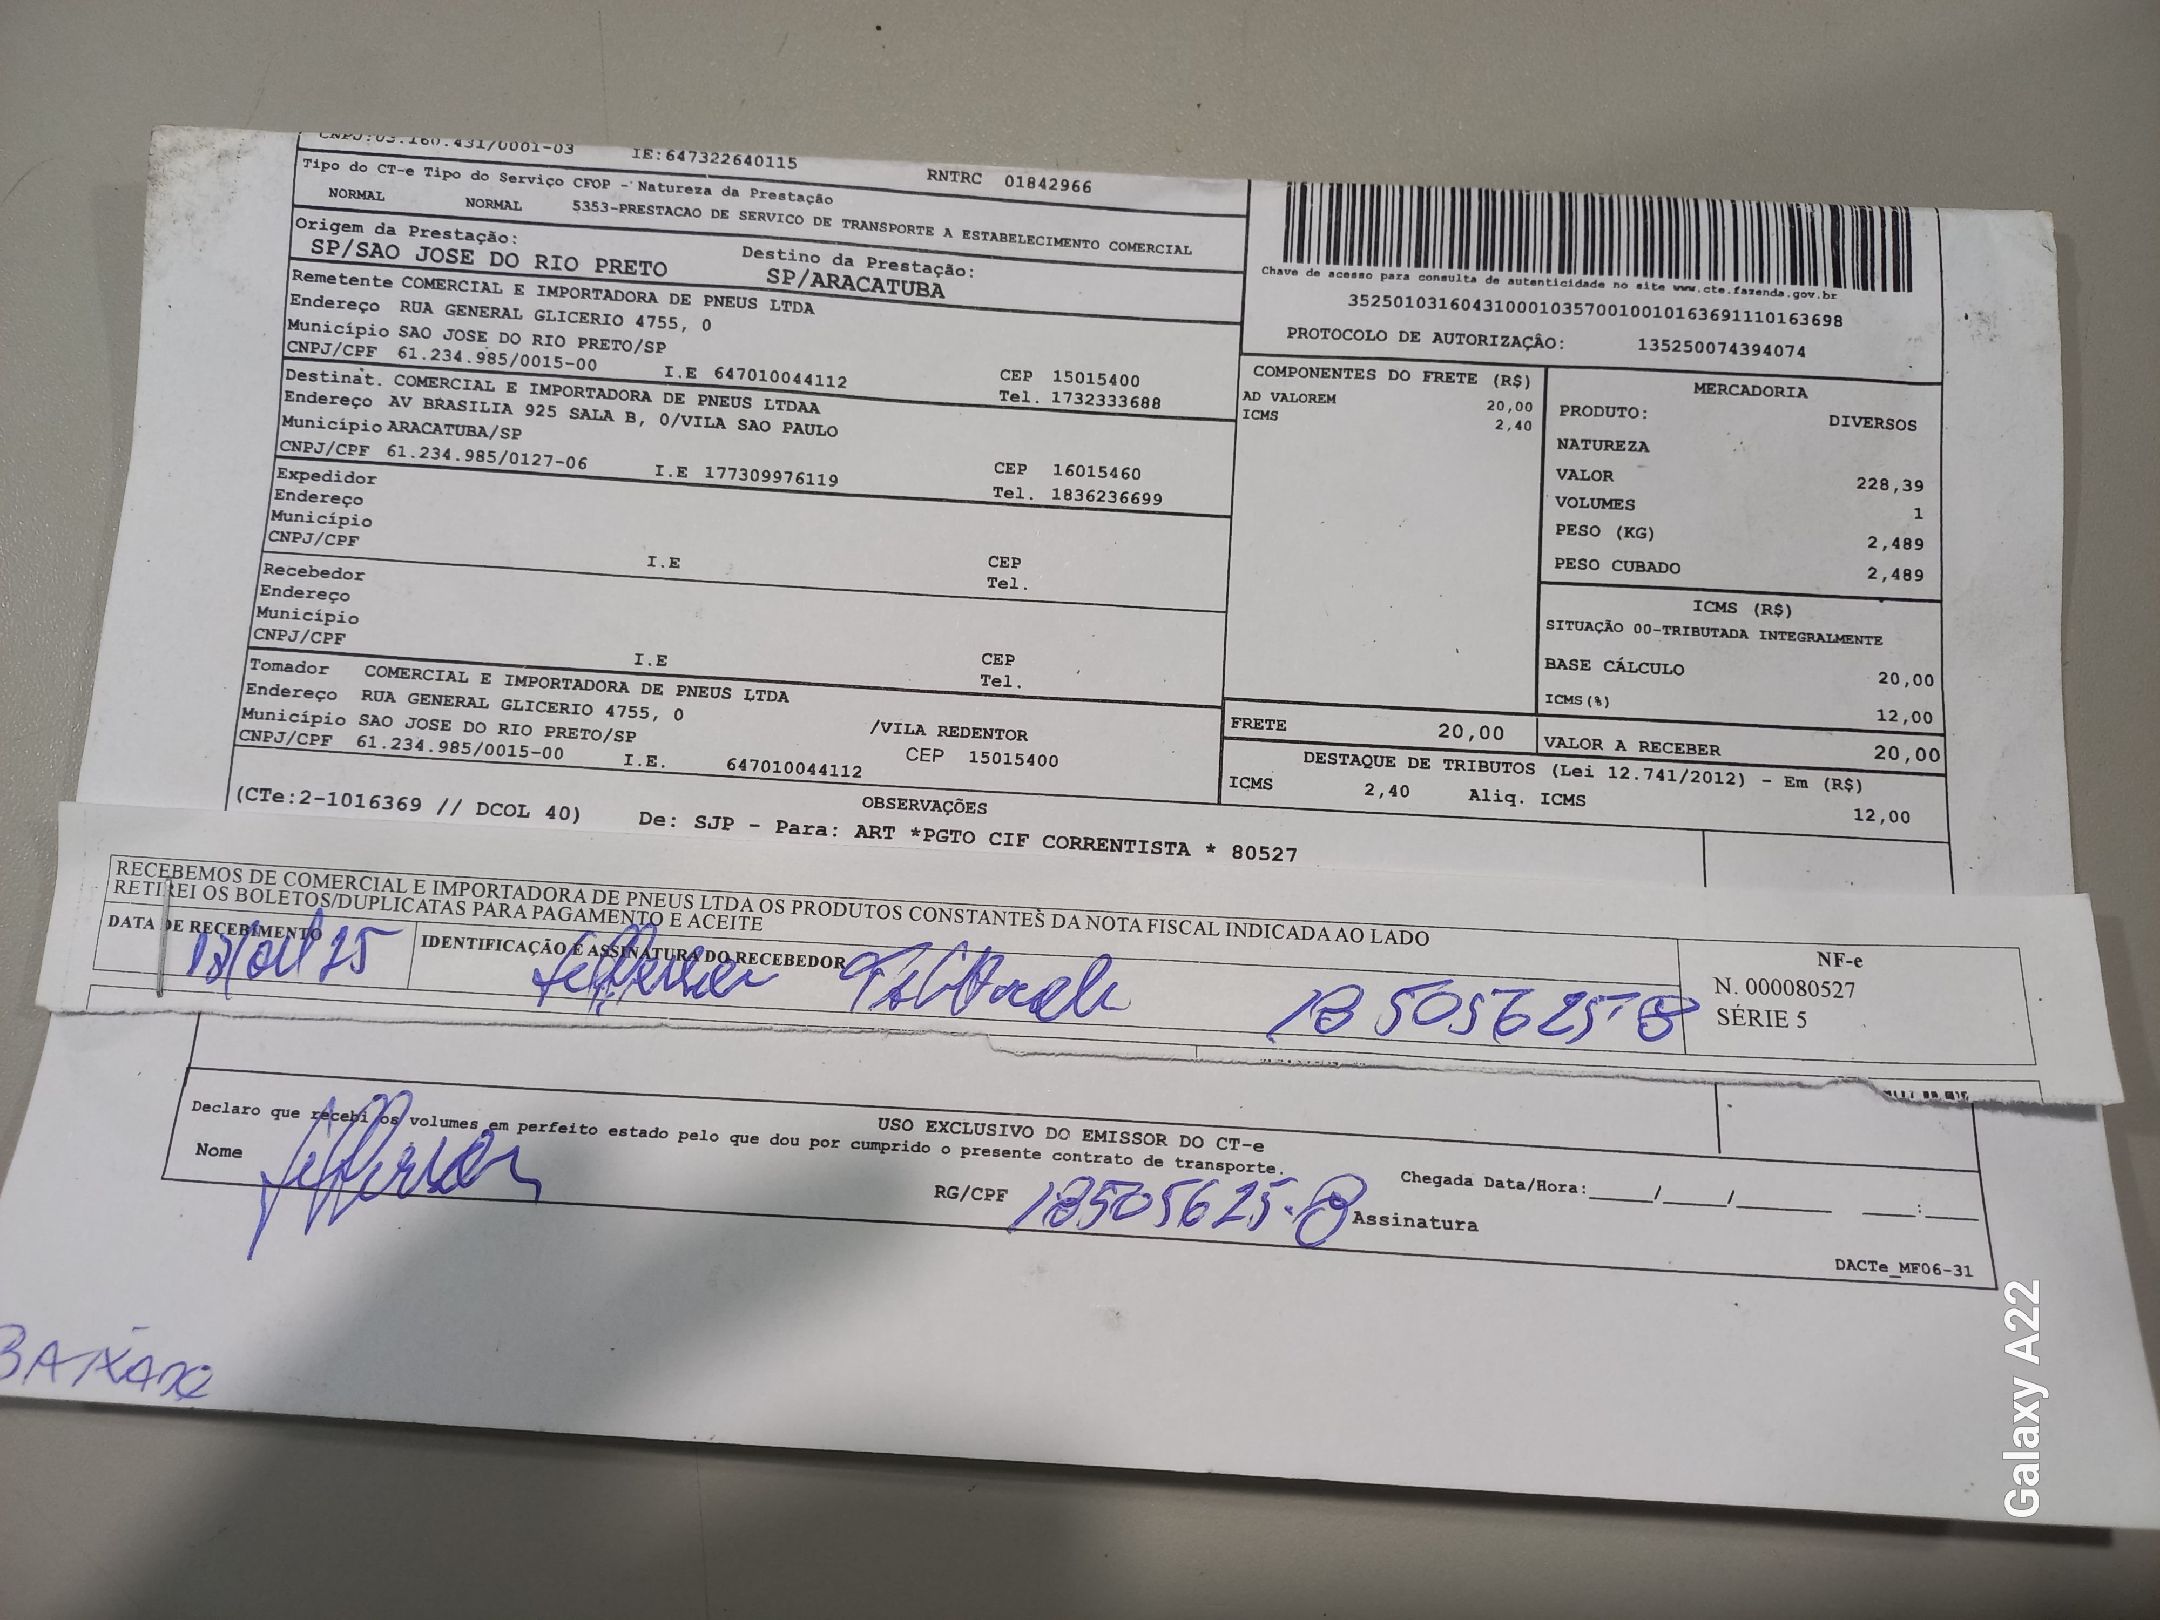 CNPJ:03.160.431/0001-03 IE:647322640115 RNTRC 01842966
Tipo do CT-e Tipo do Serviço CFOP - Natureza da Prestação
NORMAL NORMAL 5353-PRESTACAO DE SERVICO DE TRANSPORTE A ESTABELECIMENTO COMERCIAL
Origem da Prestação: Destino da Prestação:
SP/SAO JOSE DO RIO PRETO SP/ARACATUBA
Remetente COMERCIAL E IMPORTADORA DE PNEUS LTDA
Endereço RUA GENERAL GLICERIO 4755, 0
Município SAO JOSE DO RIO PRETO/SP CEP 15015400
CNPJ/CPF 61.234.985/0015-00 I.E 647010044112 Tel. 1732333688
Destinat. COMERCIAL E IMPORTADORA DE PNEUS LTDAA
Endereço AV BRASILIA 925 SALA B, 0/VILA SAO PAULO
Município ARACATUBA/SP CEP 16015460
CNPJ/CPF 61.234.985/0127-06 I.E 177309976119 Tel. 1836236699
Expedidor
Endereço
Município CEP
CNPJ/CPF I.E Tel.
Recebedor
Endereço
Município CEP
CNPJ/CPF I.E Tel.
Tomador COMERCIAL E IMPORTADORA DE PNEUS LTDA
Endereço RUA GENERAL GLICERIO 4755, 0 /VILA REDENTOR
Município SAO JOSE DO RIO PRETO/SP CEP 15015400
CNPJ/CPF 61.234.985/0015-00 I.E. 647010044112
Chave de acesso para consulta de autenticidade no site www.cte.fazenda.gov.br
35250103160431000103570010010163691110163698
PROTOCOLO DE AUTORIZAÇÂO: 135250074394074
COMPONENTES DO FRETE (R$)
AD VALOREM 20,00
ICMS 2,40
MERCADORIA
PRODUTO: DIVERSOS
NATUREZA
VALOR 228,39
VOLUMES 1
PESO (KG) 2,489
PESO CUBADO 2,489
ICMS (R$)
SITUAÇÃO 00-TRIBUTADA INTEGRALMENTE
BASE CÁLCULO 20,00
ICMS(%) 12,00
FRETE 20,00 VALOR A RECEBER 20,00
DESTAQUE DE TRIBUTOS (Lei 12.741/2012) - Em (R$)
ICMS 2,40 Aliq. ICMS 12,00
OBSERVAÇÕES
(CTe:2-1016369 // DCOL 40) De: SJP - Para: ART *PGTO CIF CORRENTISTA * 80527
RECEBEMOS DE COMERCIAL E IMPORTADORA DE PNEUS LTDA OS PRODUTOS CONSTANTES DA NOTA FISCAL INDICADA AO LADO
RETIREI OS BOLETOS/DUPLICATAS PARA PAGAMENTO E ACEITE
DATA DE RECEBIMENTO IDENTIFICAÇÃO E ASSINATURA DO RECEBEDOR
Jefferson 18505625-8
NF-e
N. 000080527
SÉRIE 5
USO EXCLUSIVO DO EMISSOR DO CT-e
Declaro que recebi os volumes em perfeito estado pelo que dou por cumprido o presente contrato de transporte.
Nome Jefferson RG/CPF 18505625-8 Assinatura
Chegada Data/Hora:_____/_____/_______ ____:____
DACTe_MF06-31
BAIXADO
Galaxy A22